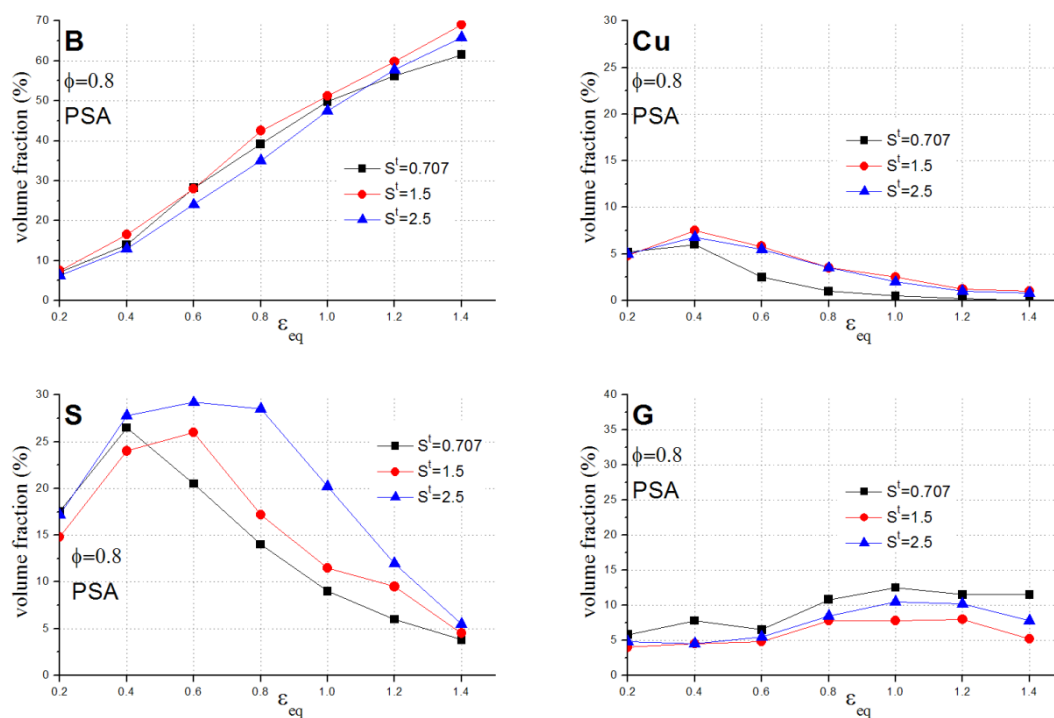 B
ϕ=0.8
PSA
volume fraction (%)
70
60
50
40
30
20
10
0
S^t=0.707
S^t=1.5
S^t=2.5
0.2 0.4 0.6 0.8 1.0 1.2 1.4
ε_eq
Cu
ϕ=0.8
PSA
volume fraction (%)
30
25
20
15
10
5
0
S^t=0.707
S^t=1.5
S^t=2.5
0.2 0.4 0.6 0.8 1.0 1.2 1.4
ε_eq
S
volume fraction (%)
30
25
20
15
10
5
0
S^t=0.707
S^t=1.5
S^t=2.5
ϕ=0.8
PSA
0.2 0.4 0.6 0.8 1.0 1.2 1.4
ε_eq
G
ϕ=0.8
PSA
volume fraction (%)
40
35
30
25
20
15
10
5
0
S^t=0.707
S^t=1.5
S^t=2.5
0.2 0.4 0.6 0.8 1.0 1.2 1.4
ε_eq